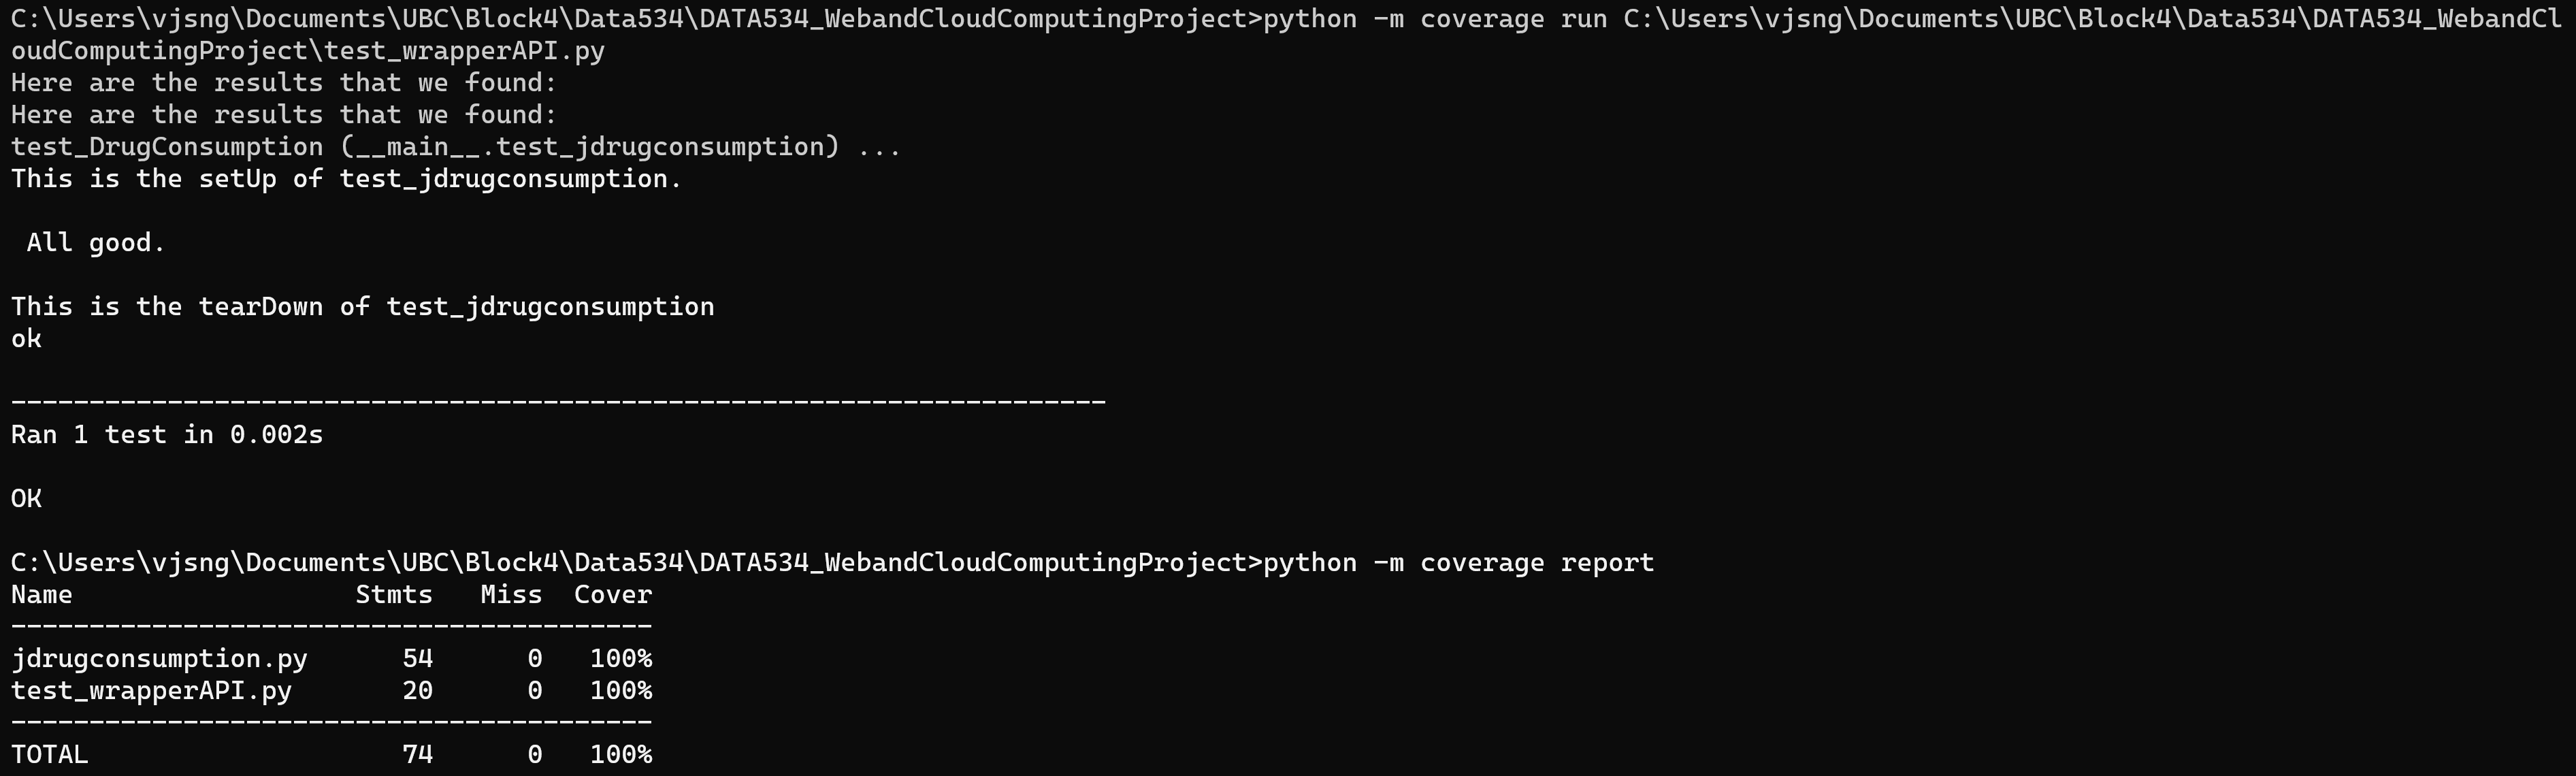 C:\Users\vjsng\Documents\UBC\Block4\Data534\DATA534_WebandCloudComputingProject>python -m coverage run C:\Users\vjsng\Documents\UBC\Block4\Data534\DATA534_WebandCl
oudComputingProject\test_wrapperAPI.py
Here are the results that we found:
Here are the results that we found:
test_DrugConsumption (__main__.test_jdrugconsumption) ...
This is the setUp of test_jdrugconsumption.
All good.
This is the tearDown of test_jdrugconsumption
ok
----------------------------------------------------------------------
Ran 1 test in 0.002s
OK
C:\Users\vjsng\Documents\UBC\Block4\Data534\DATA534_WebandCloudComputingProject>python -m coverage report
Name                  Stmts   Miss  Cover
-----------------------------------------
jdrugconsumption.py      54      0   100%
test_wrapperAPI.py       20      0   100%
-----------------------------------------
TOTAL                    74      0   100%